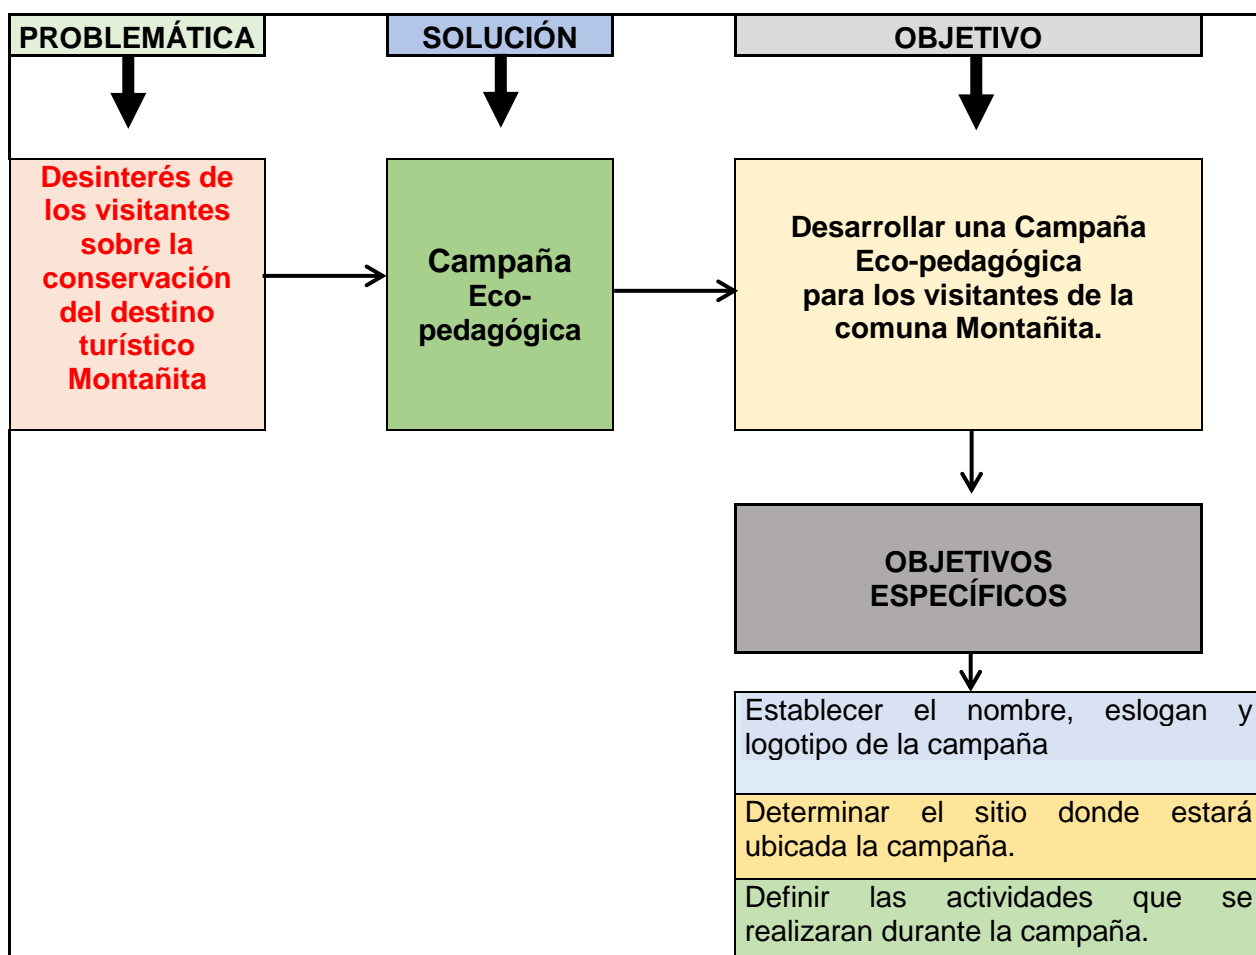 PROBLEMÁTICA
SOLUCIÓN
OBJETIVO
Desinterés de
los visitantes
sobre la
conservación
del destino
turístico
Montañita
Campaña
Eco-
pedagógica
Desarrollar una Campaña
Eco-pedagógica
para los visitantes de la
comuna Montañita.
OBJETIVOS
ESPECÍFICOS
Establecer el nombre, eslogan y
logotipo de la campaña
Determinar el sitio donde estará
ubicada la campaña.
Definir las actividades que se
realizaran durante la campaña.